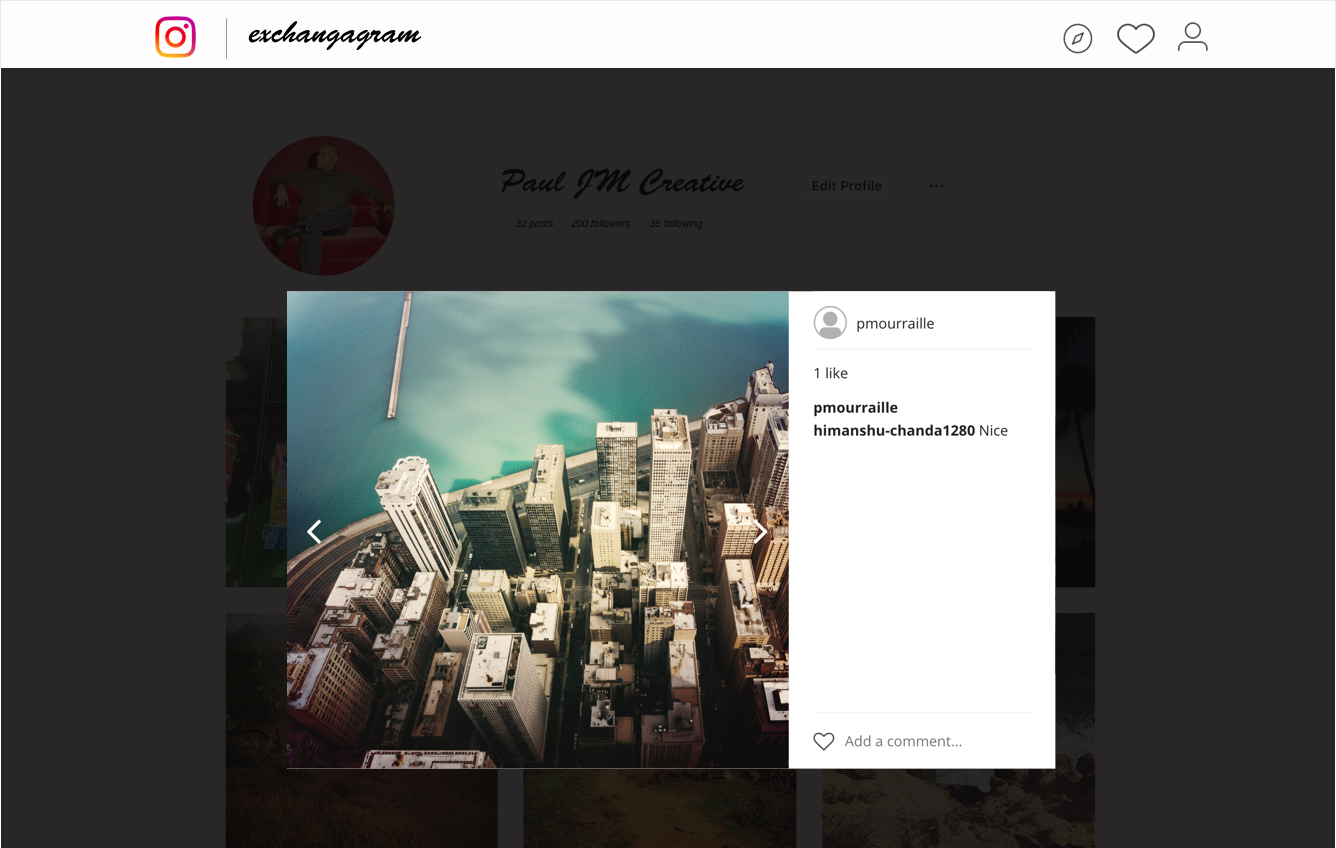 exchangagram
Paul JM Creative
Edit Profile
...
32 posts 200 followers 35 following
pmourraille
1 like
pmourraille
himanshu-chanda1280 Nice
Add a comment...